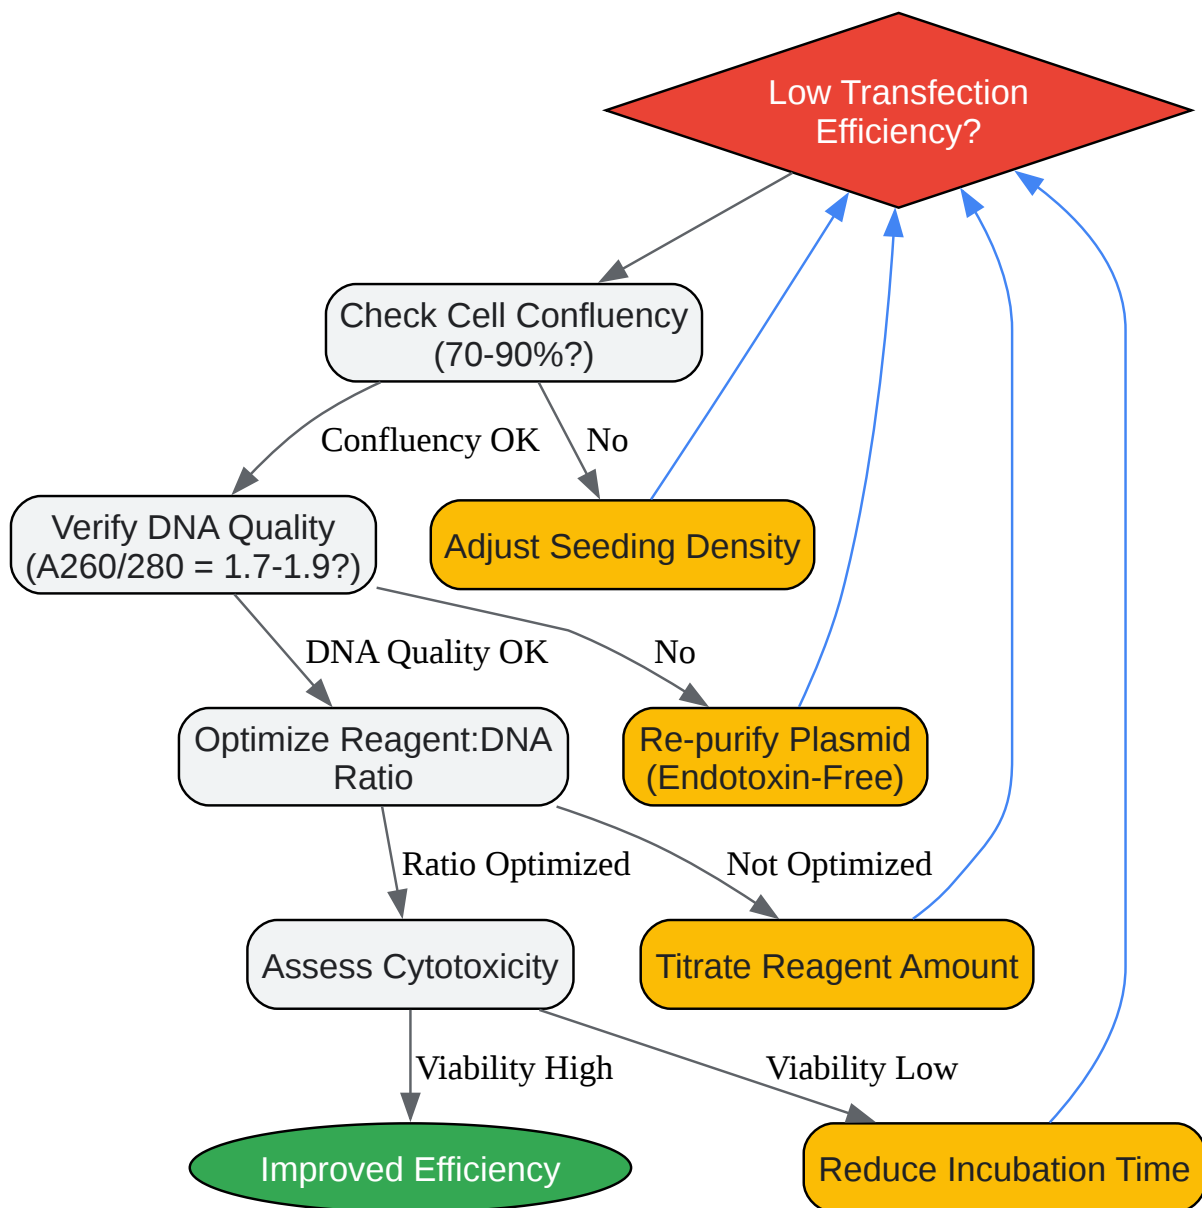 Low Transfection
Efficiency?
Check Cell Confluency
(70-90%?)
Confluency OK
No
Verify DNA Quality
(A260/280 = 1.7-1.9?)
Adjust Seeding Density
DNA Quality OK
No
Optimize Reagent:DNA
Ratio
Re-purify Plasmid
(Endotoxin-Free)
Ratio Optimized
Not Optimized
Assess Cytotoxicity
Titrate Reagent Amount
Viability High
Viability Low
Improved Efficiency
Reduce Incubation Time